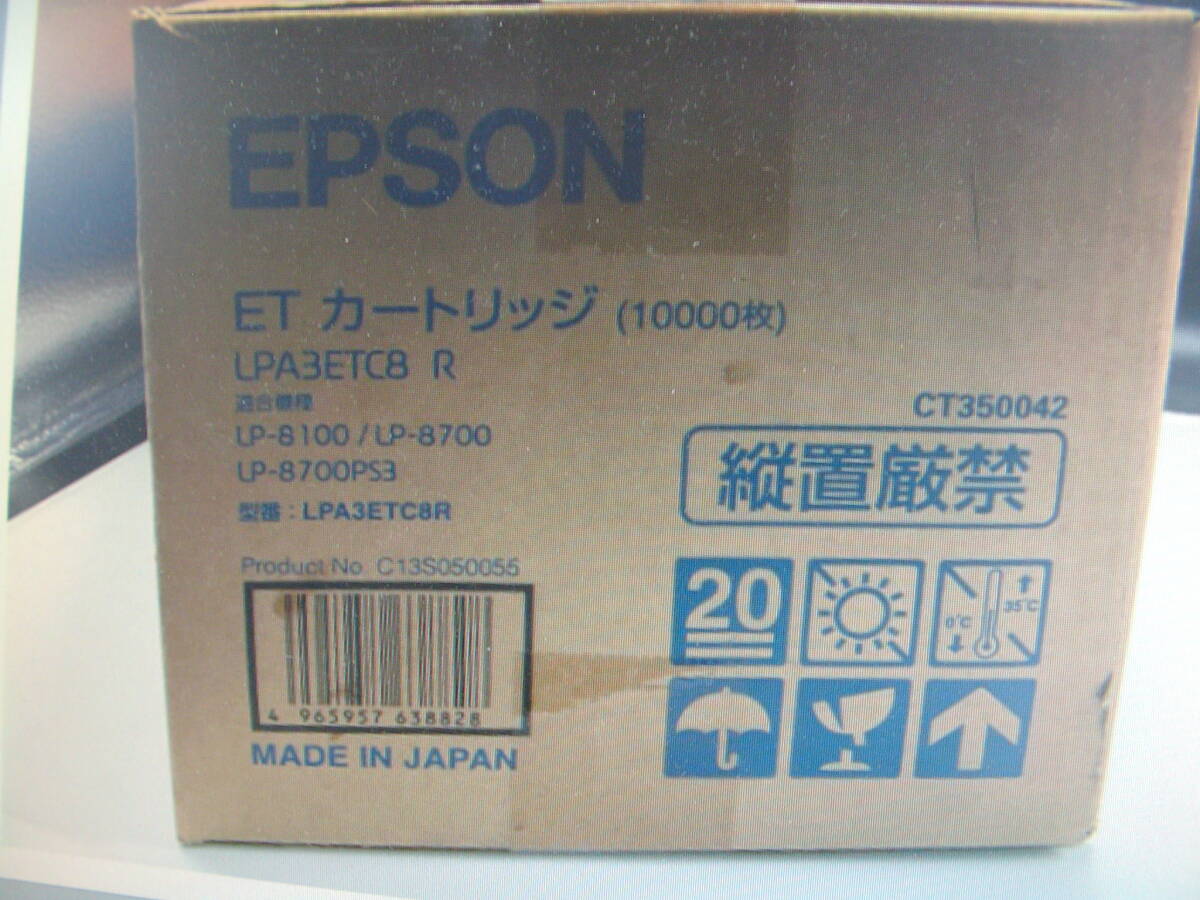 EPSON
ET カートリッジ (10000枚)
LPA3ETC8 R
適合機種
LP-8100 / LP-8700
LP-8700PS3
型番 : LPA3ETC8R
Product No. C13S050055
4 965957 638828
MADE IN JAPAN
CT350042
縦置厳禁
20
35℃
0℃